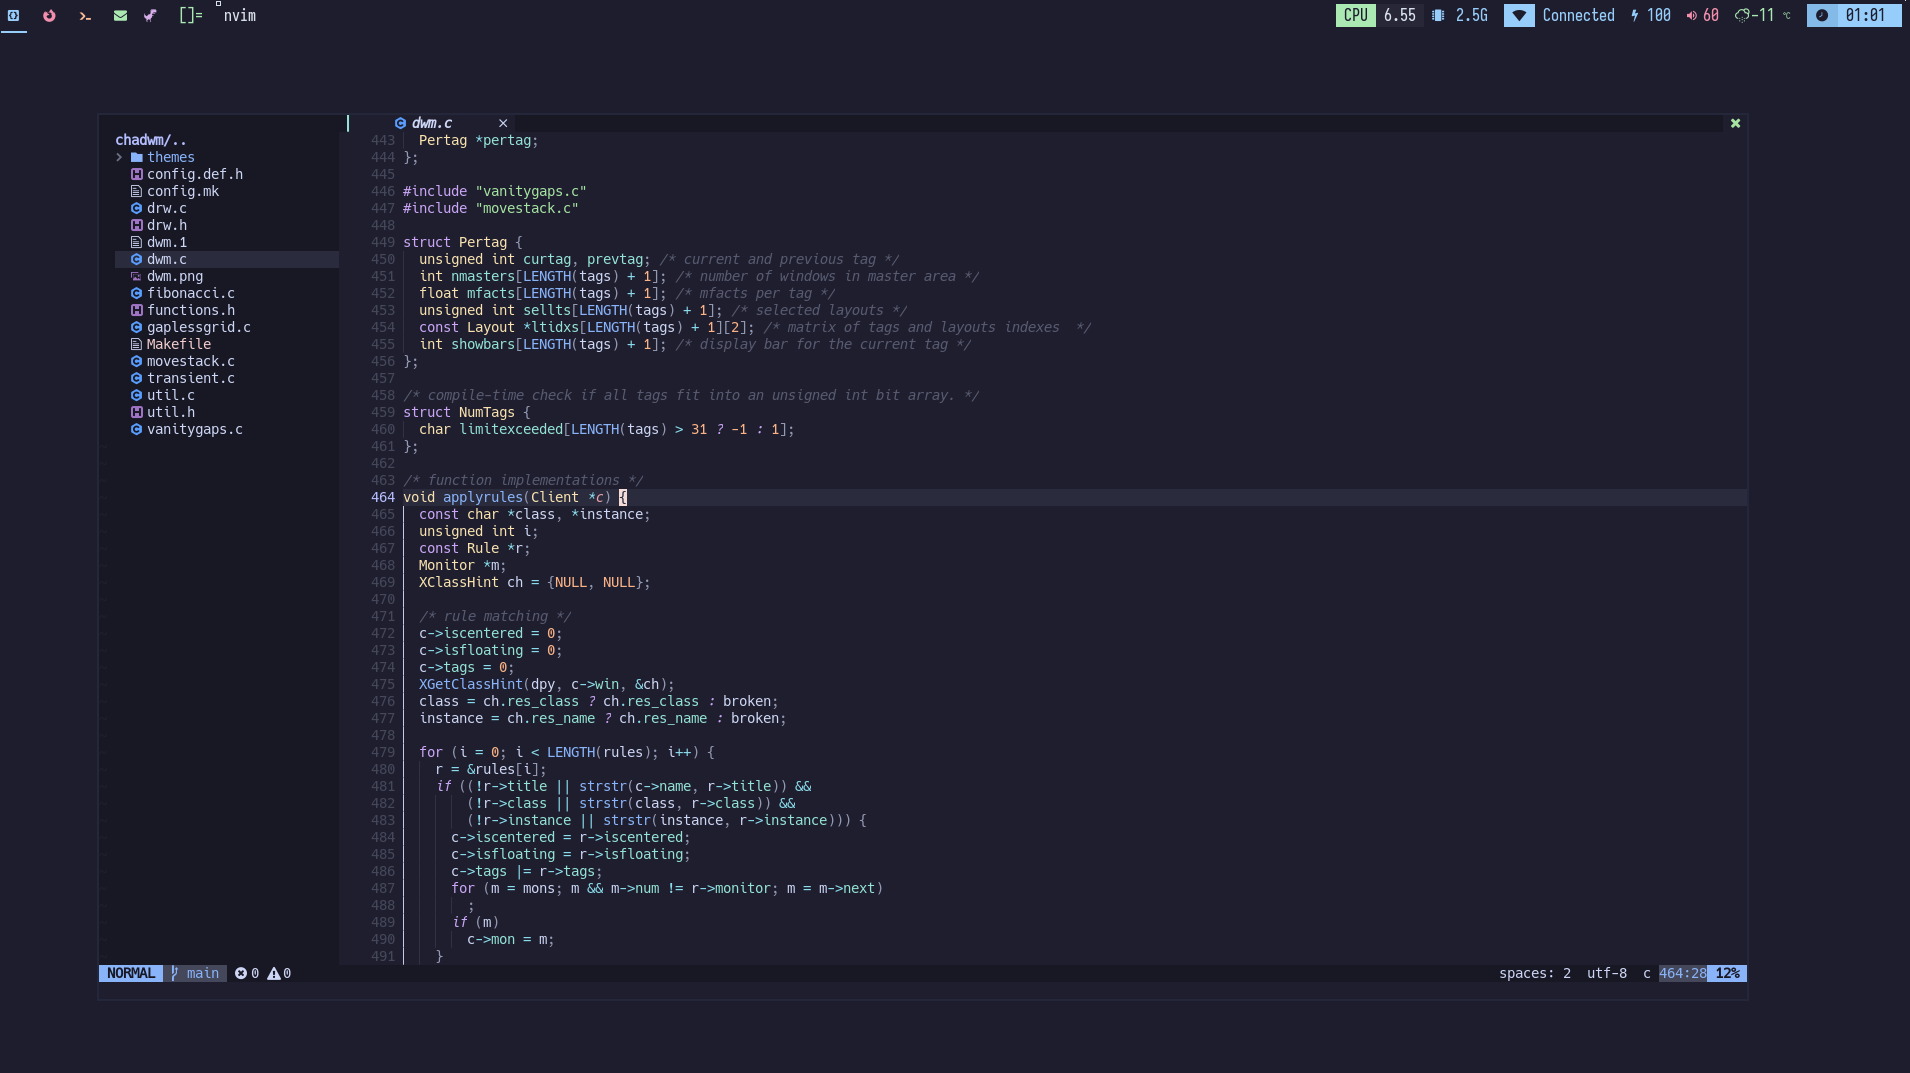 []= nvim
CPU 6.55 2.5G Connected 100 60 -11 °C 01:01
dwm.c ×
chadwm/..
themes
config.def.h
config.mk
drw.c
drw.h
dwm.1
dwm.c
dwm.png
fibonacci.c
functions.h
gaplessgrid.c
Makefile
movestack.c
transient.c
util.c
util.h
vanitygaps.c
443 Pertag *pertag;
444 };
445
446 #include "vanitygaps.c"
447 #include "movestack.c"
448
449 struct Pertag {
450 unsigned int curtag, prevtag; /* current and previous tag */
451 int nmasters[LENGTH(tags) + 1]; /* number of windows in master area */
452 float mfacts[LENGTH(tags) + 1]; /* mfacts per tag */
453 unsigned int sellts[LENGTH(tags) + 1]; /* selected layouts */
454 const Layout *ltidxs[LENGTH(tags) + 1][2]; /* matrix of tags and layouts indexes  */
455 int showbars[LENGTH(tags) + 1]; /* display bar for the current tag */
456 };
457
458 /* compile-time check if all tags fit into an unsigned int bit array. */
459 struct NumTags {
460 char limitexceeded[LENGTH(tags) > 31 ? -1 : 1];
461 };
462
463 /* function implementations */
464 void applyrules(Client *c) {
465 const char *class, *instance;
466 unsigned int i;
467 const Rule *r;
468 Monitor *m;
469 XClassHint ch = {NULL, NULL};
470
471 /* rule matching */
472 c->iscentered = 0;
473 c->isfloating = 0;
474 c->tags = 0;
475 XGetClassHint(dpy, c->win, &ch);
476 class = ch.res_class ? ch.res_class : broken;
477 instance = ch.res_name ? ch.res_name : broken;
478
479 for (i = 0; i < LENGTH(rules); i++) {
480 r = &rules[i];
481 if ((!r->title || strstr(c->name, r->title)) &&
482 (!r->class || strstr(class, r->class)) &&
483 (!r->instance || strstr(instance, r->instance))) {
484 c->iscentered = r->iscentered;
485 c->isfloating = r->isfloating;
486 c->tags |= r->tags;
487 for (m = mons; m && m->num != r->monitor; m = m->next)
488 ;
489 if (m)
490 c->mon = m;
491 }
NORMAL main 0 0 spaces: 2 utf-8 c 464:28 12%